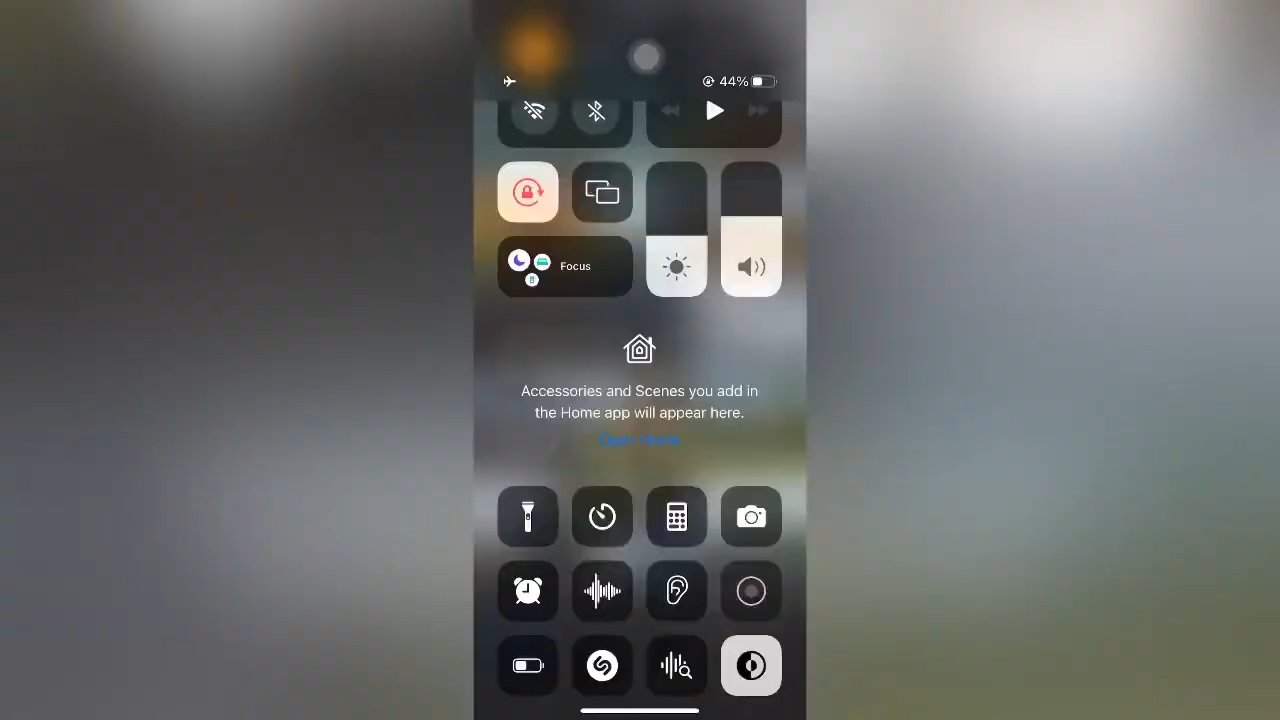 44%
Focus
Accessories and Scenes you add in
the Home app will appear here.
Open Home